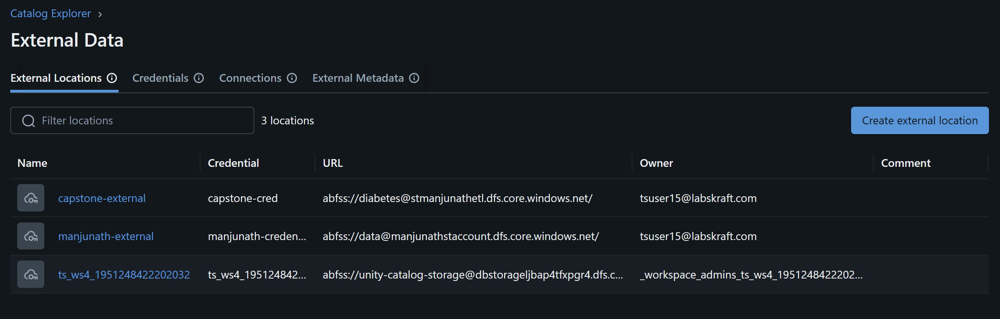 Catalog Explorer >
External Data
External Locations Credentials Connections External Metadata
Filter locations 3 locations Create external location
Name Credential URL Owner Comment
capstone-external capstone-cred abfss://diabetes@stmanjunathetl.dfs.core.windows.net/ tsuser15@labskraft.com
manjunath-external manjunath-creden... abfss://data@manjunathstaccount.dfs.core.windows.net/ tsuser15@labskraft.com
ts_ws4_1951248422202032 ts_ws4_195124842... abfss://unity-catalog-storage@dbstorageljbap4tfxpgr4.dfs.c... _workspace_admins_ts_ws4_1951248422202...